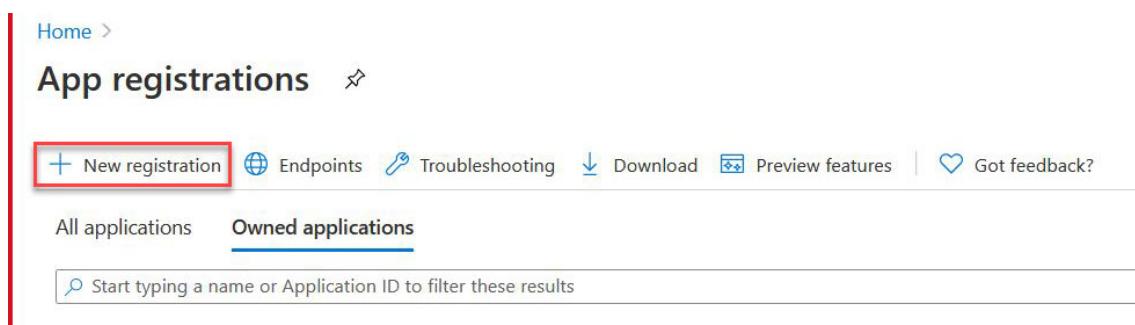 Home >
App registrations
New registration Endpoints Troubleshooting Download Preview features Got feedback?
All applications Owned applications
Start typing a name or Application ID to filter these results